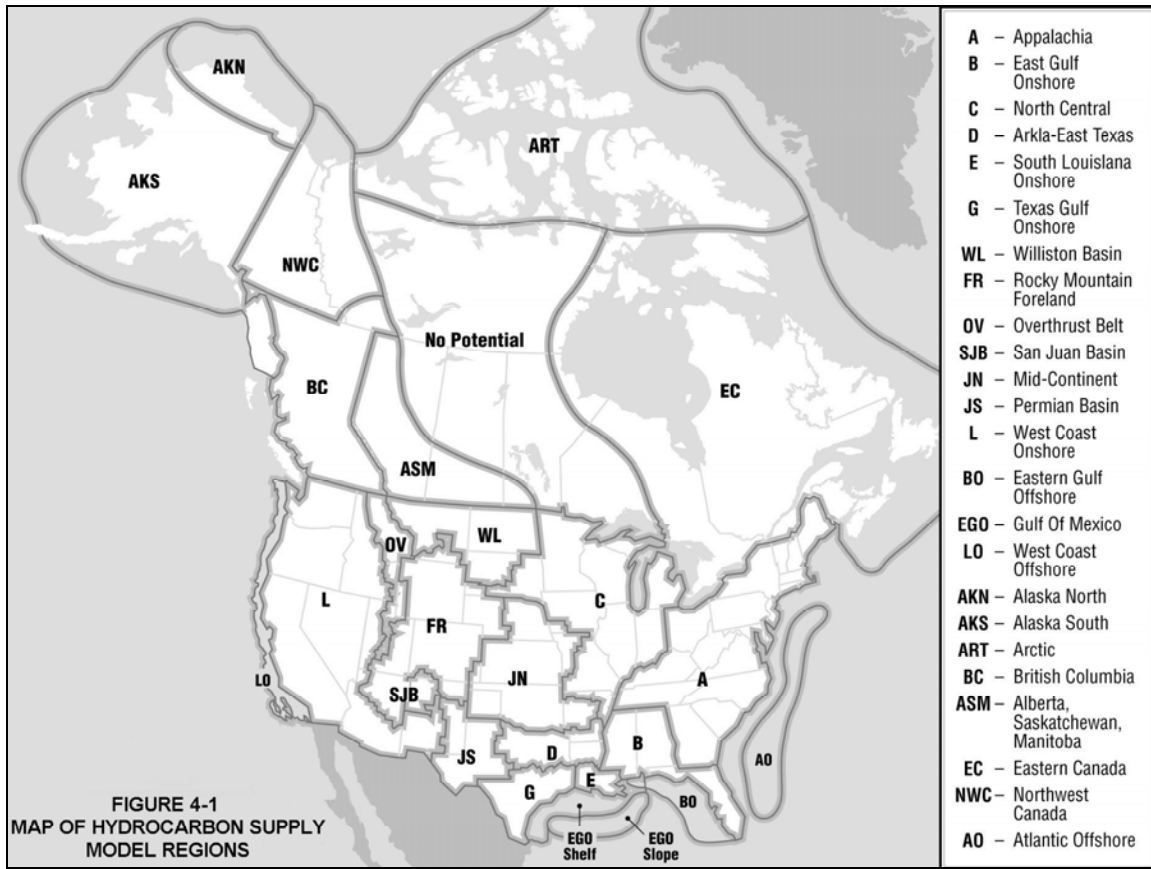 AKN
ART
AKS
NWC
No Potential
BC
EC
ASM
WL
OV
L
C
FR
JN
A
LO
SJB
JS
D
B
AO
E
G
BO
EGO
Shelf
EGO
Slope
FIGURE 4-1
MAP OF HYDROCARBON SUPPLY
MODEL REGIONS
A – Appalachia
B – East Gulf
Onshore
C – North Central
D – Arkla-East Texas
E – South Louisiana
Onshore
G – Texas Gulf
Onshore
WL – Williston Basin
FR – Rocky Mountain
Foreland
OV – Overthrust Belt
SJB – San Juan Basin
JN – Mid-Continent
JS – Permian Basin
L – West Coast
Onshore
BO – Eastern Gulf
Offshore
EGO – Gulf Of Mexico
LO – West Coast
Offshore
AKN – Alaska North
AKS – Alaska South
ART – Arctic
BC – British Columbia
ASM – Alberta,
Saskatchewan,
Manitoba
EC – Eastern Canada
NWC – Northwest
Canada
AO – Atlantic Offshore